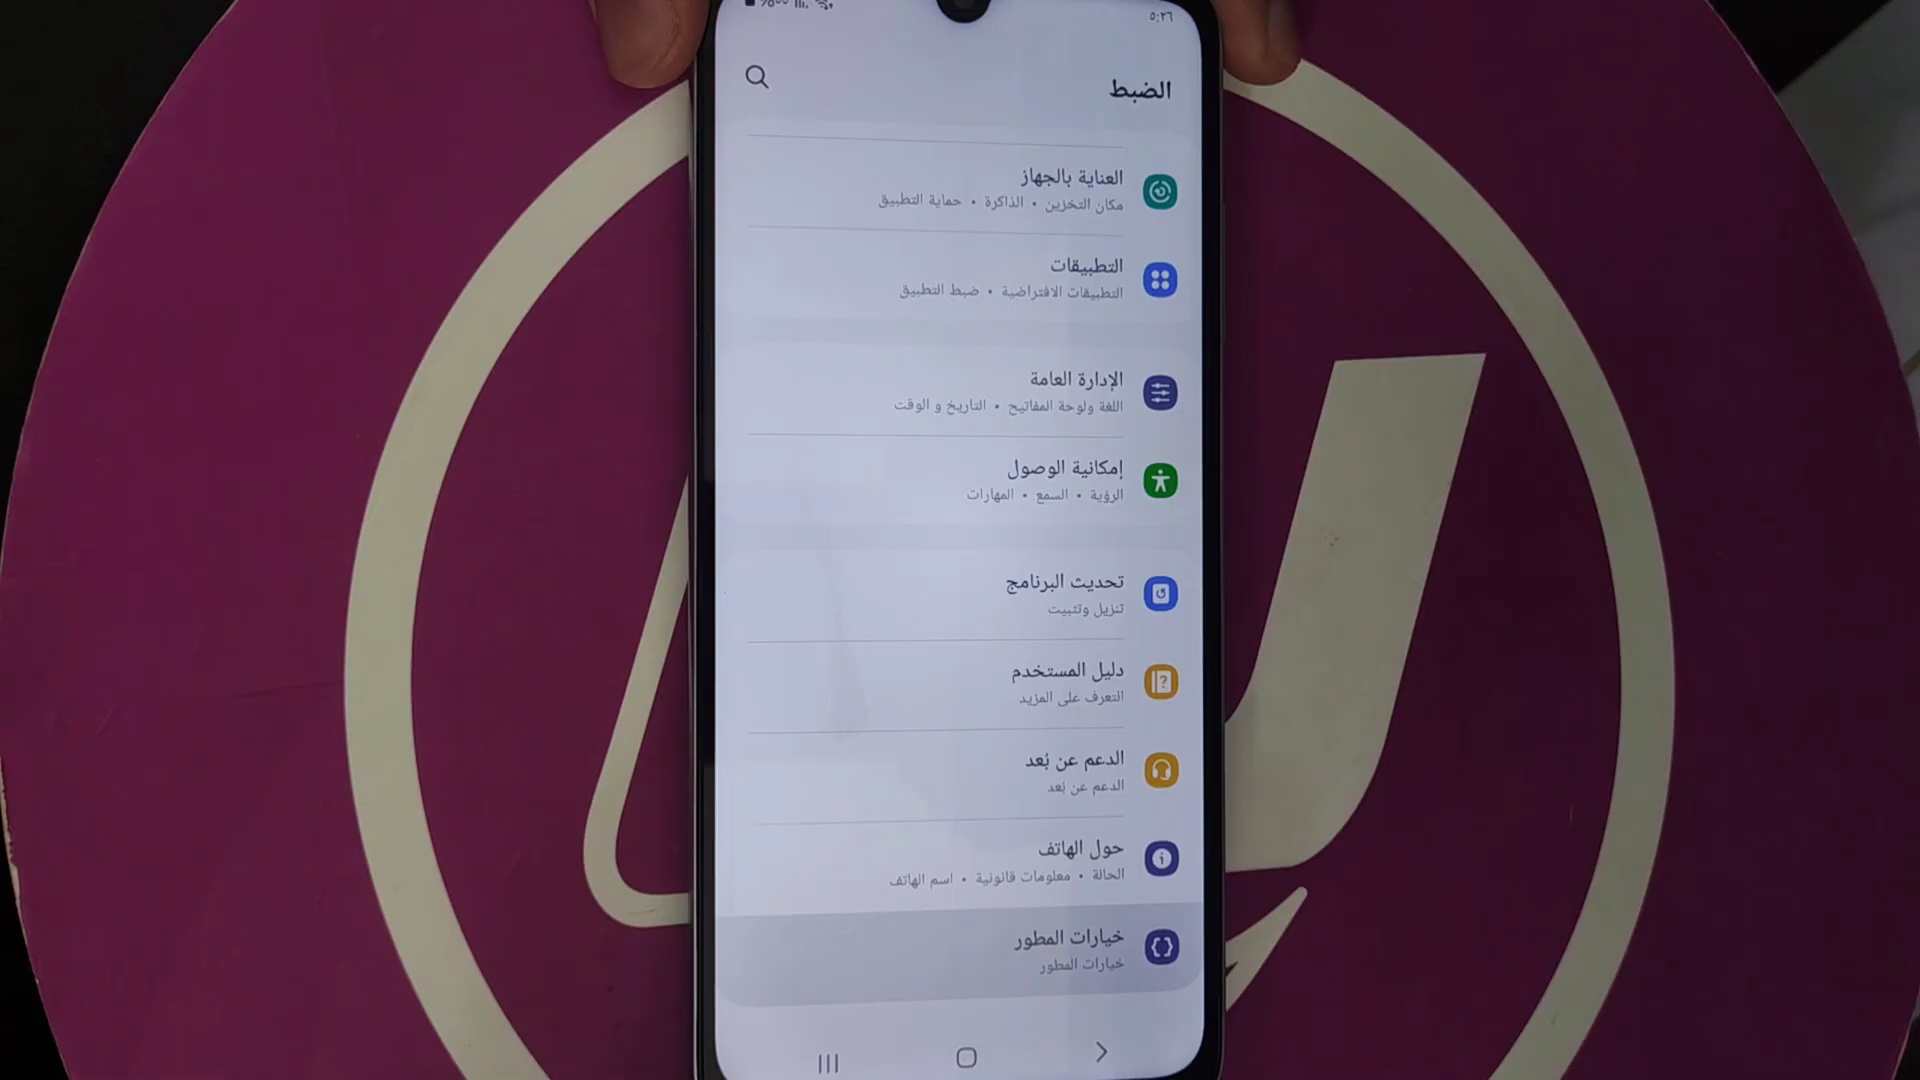 ٥:٢٦
الضبط
العناية بالجهاز
مكان التخزين • الذاكرة • حماية التطبيق
التطبيقات
التطبيقات الافتراضية • ضبط التطبيق
الإدارة العامة
اللغة ولوحة المفاتيح • التاريخ و الوقت
إمكانية الوصول
الرؤية • السمع • المهارات
تحديث البرنامج
تنزيل وتثبيت
دليل المستخدم
التعرف على المزيد
الدعم عن بُعد
الدعم عن بُعد
حول الهاتف
الحالة • معلومات قانونية • اسم الهاتف
خيارات المطور
خيارات المطور